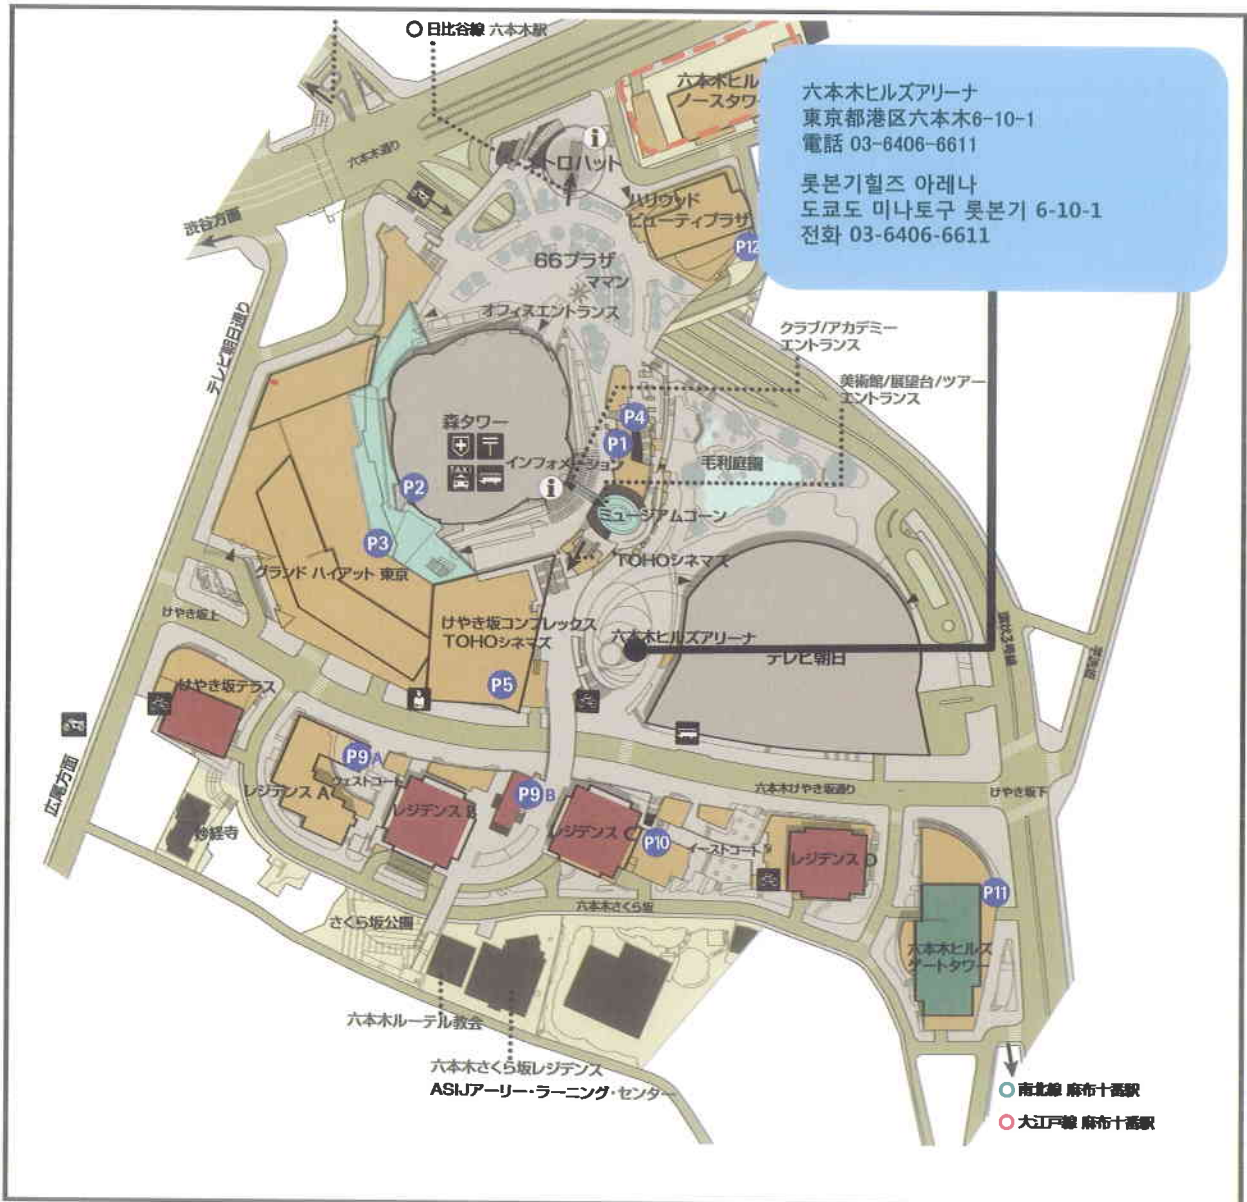 日比谷線 六本木駅
六本木ヒル
ノースタワ
六本木ヒルズアリーナ
東京都港区六本木6-10-1
電話 03-6406-6611
롯본기힐즈 아레나
도쿄도 미나토구 롯본기 6-10-1
전화 03-6406-6611
六本木通り
トロハット
渋谷方面
ハリウッド
ビューティプラザ
P12
66プラザ
ママン
オフィスエントランス
テレビ朝日通り
クラブ/アカデミー
エントランス
美術館/展望台/ツアー
エントランス
P4
P1
森タワー
TAXI
インフォメーション
毛利庭園
P2
ミュージアムコーン
P3
TOHOシネマズ
グランド ハイアット 東京
けやき坂上
けやき坂コンプレックス
TOHOシネマズ
六本木ヒルズアリーナ
テレビ朝日
P5
けやき坂テラス
広尾方面
P9 A
ウェストコート
レジデンス A
レジデンス B
P9 B
レジデンス C
P10
イーストコート
レジデンス D
六本木けやき坂通り
けやき坂下
妙経寺
P11
六本木さくら坂
さくら坂公園
六本木ヒルズ
ゲートタワー
六本木ルーテル教会
六本木さくら坂レジデンス
ASIJアーリー・ラーニング・センター
南北線 麻布十番駅
大江戸線 麻布十番駅